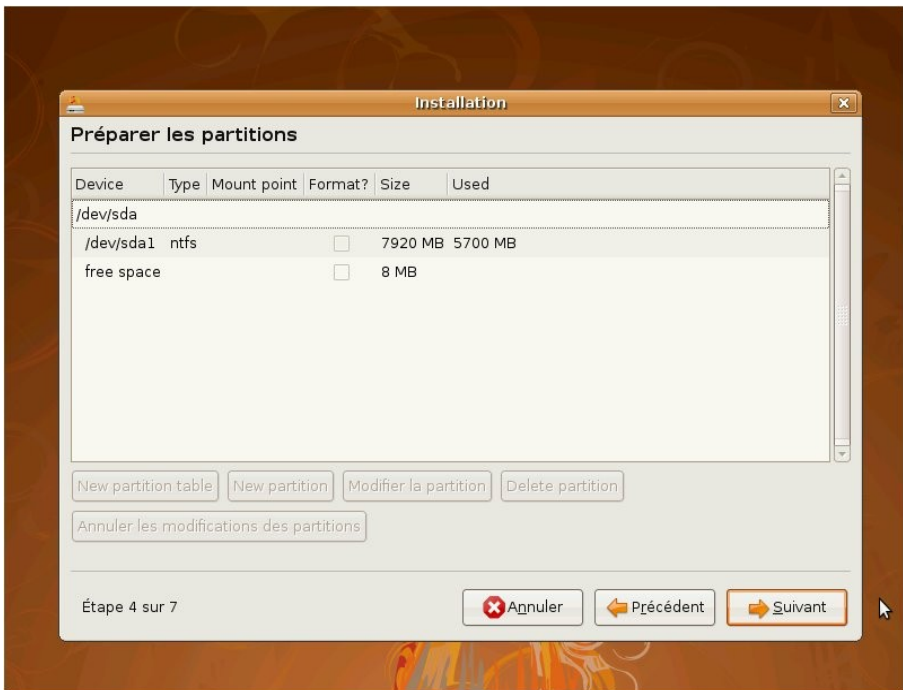 Installation
Préparer les partitions
Device Type Mount point Format? Size Used
/dev/sda
/dev/sda1 ntfs 7920 MB 5700 MB
free space 8 MB
New partition table New partition Modifier la partition Delete partition
Annuler les modifications des partitions
Étape 4 sur 7 Annuler Précédent Suivant